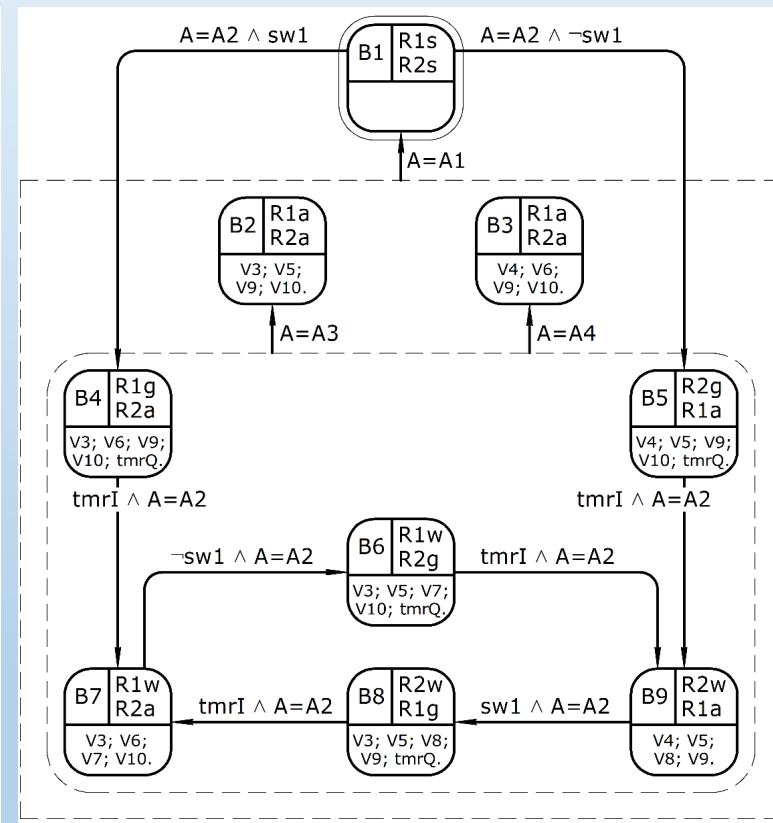 A=A2 ∧ sw1
A=A2 ∧ ¬sw1
B1
R1s
R2s
A=A1
B2
R1a
R2a
V3; V5;
V9; V10.
B3
R1a
R2a
V4; V6;
V9; V10.
A=A3
A=A4
B4
R1g
R2a
V3; V6; V9;
V10; tmrQ.
B5
R2g
R1a
V4; V5; V9;
V10; tmrQ.
tmrI ∧ A=A2
tmrI ∧ A=A2
¬sw1 ∧ A=A2
B6
R1w
R2g
V3; V5; V7;
V10; tmrQ.
tmrI ∧ A=A2
B7
R1w
R2a
V3; V6;
V7; V10.
tmrI ∧ A=A2
B8
R2w
R1g
V3; V5; V8;
V9; tmrQ.
sw1 ∧ A=A2
B9
R2w
R1a
V4; V5;
V8; V9.